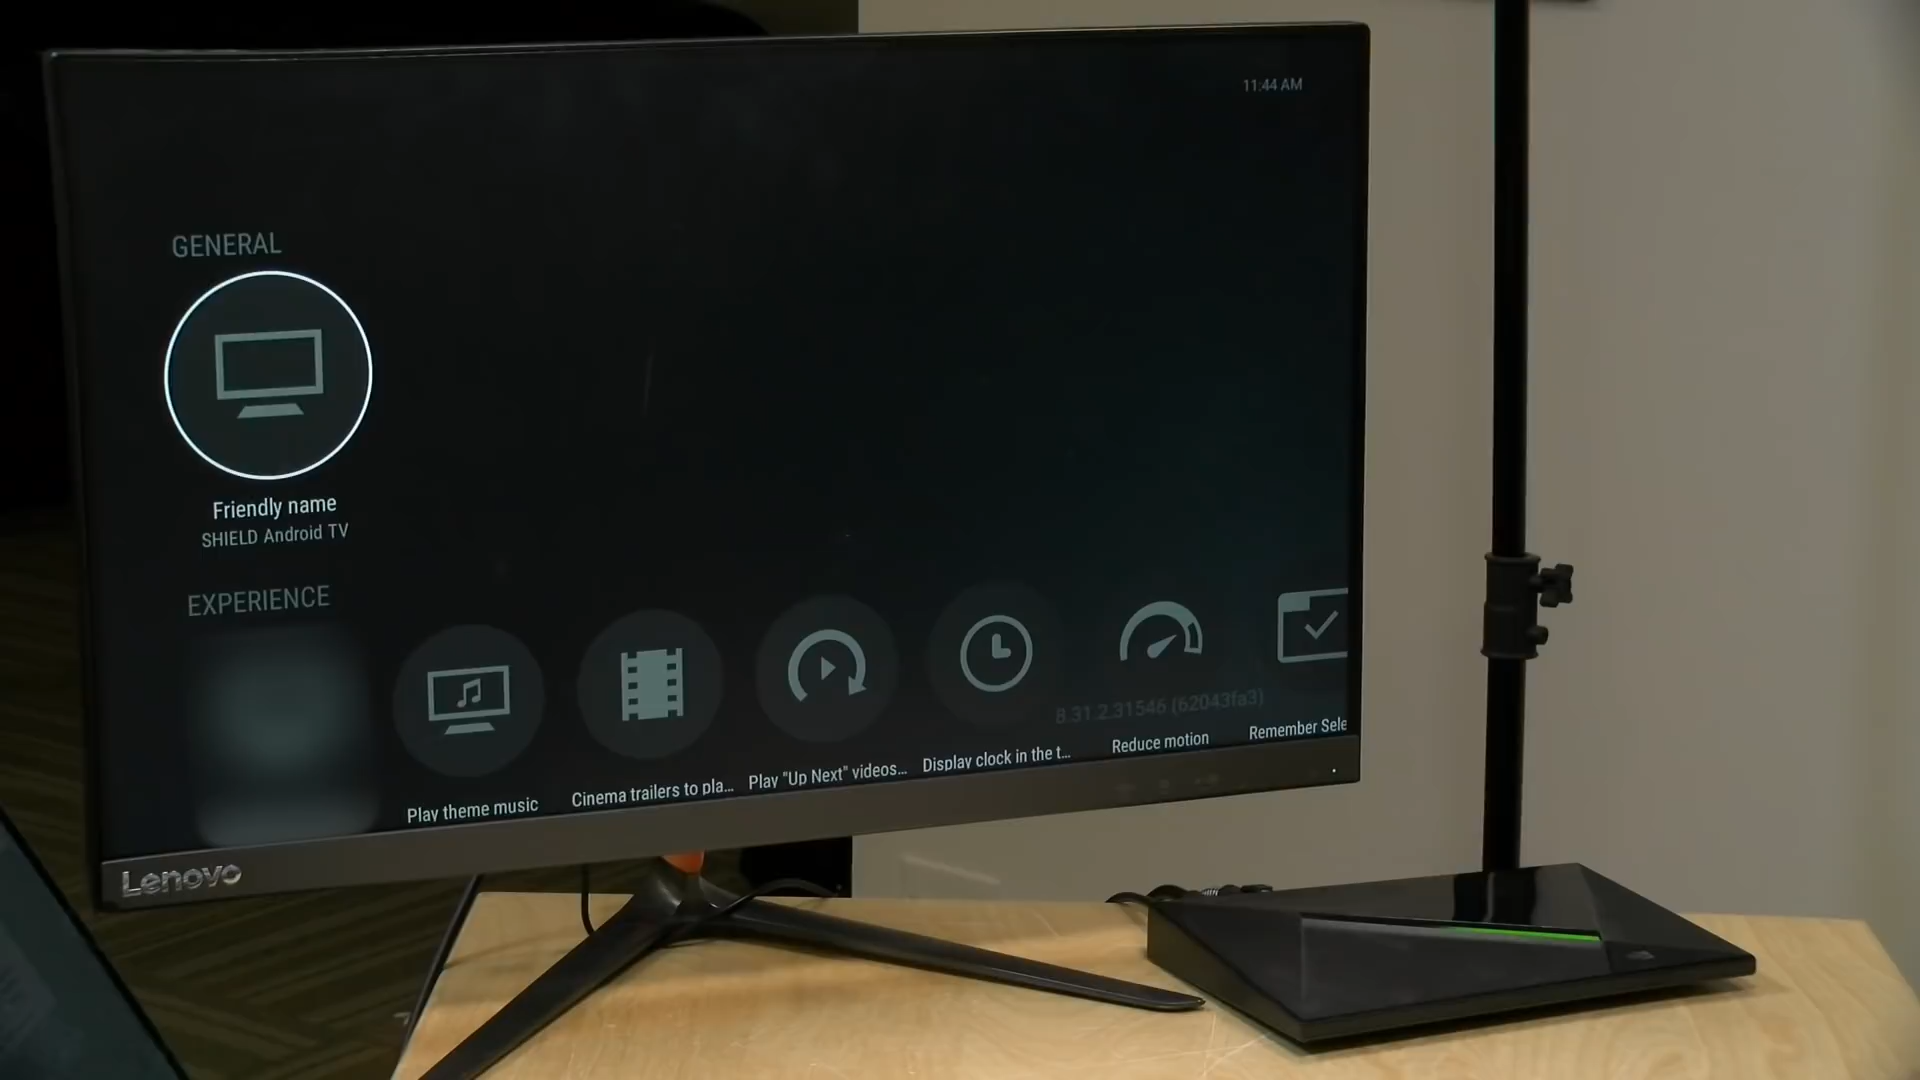 11:44 AM
GENERAL
Friendly name
SHIELD Android TV
EXPERIENCE
8.31.2.31546 (62043fa3)
Play theme music
Cinema trailers to pla...
Play "Up Next" videos...
Display clock in the t...
Reduce motion
Remember Sele
Lenovo